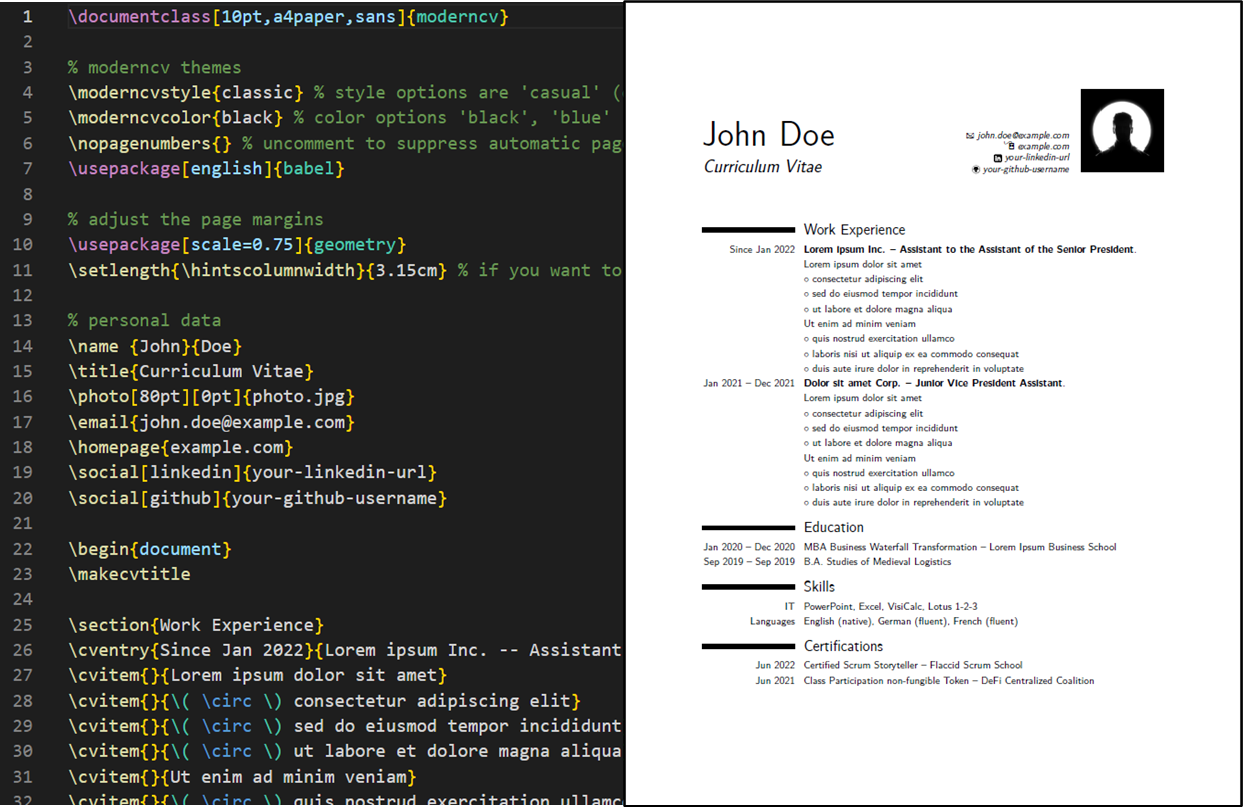 1 \documentclass[10pt,a4paper,sans]{moderncv}
2
3 % moderncv themes
4 \moderncvstyle{classic} % style options are 'casual' (
5 \moderncvcolor{black} % color options 'black', 'blue'
6 \nopagenumbers{} % uncomment to suppress automatic pag
7 \usepackage[english]{babel}
8
9 % adjust the page margins
10 \usepackage[scale=0.75]{geometry}
11 \setlength{\hintscolumnwidth}{3.15cm} % if you want to
12
13 % personal data
14 \name {John}{Doe}
15 \title{Curriculum Vitae}
16 \photo[80pt][0pt]{photo.jpg}
17 \email{john.doe@example.com}
18 \homepage{example.com}
19 \social[linkedin]{your-linkedin-url}
20 \social[github]{your-github-username}
21
22 \begin{document}
23 \makecvtitle
24
25 \section{Work Experience}
26 \cventry{Since Jan 2022}{Lorem ipsum Inc. -- Assistant
27 \cvitem{}{Lorem ipsum dolor sit amet}
28 \cvitem{}{\( \circ \) consectetur adipiscing elit}
29 \cvitem{}{\( \circ \) sed do eiusmod tempor incididunt
30 \cvitem{}{\( \circ \) ut labore et dolore magna aliqua
31 \cvitem{}{Ut enim ad minim veniam}
32 \cvitem{}{\( \circ \) quis nostrud exercitation ullamc
John Doe
Curriculum Vitae
john.doe@example.com
example.com
your-linkedin-url
your-github-username
Work Experience
Since Jan 2022 Lorem ipsum Inc. – Assistant to the Assistant of the Senior President.
Lorem ipsum dolor sit amet
○ consectetur adipiscing elit
○ sed do eiusmod tempor incididunt
○ ut labore et dolore magna aliqua
Ut enim ad minim veniam
○ quis nostrud exercitation ullamco
○ laboris nisi ut aliquip ex ea commodo consequat
○ duis aute irure dolor in reprehenderit in voluptate
Jan 2021 – Dec 2021 Dolor sit amet Corp. – Junior Vice President Assistant.
Lorem ipsum dolor sit amet
○ consectetur adipiscing elit
○ sed do eiusmod tempor incididunt
○ ut labore et dolore magna aliqua
Ut enim ad minim veniam
○ quis nostrud exercitation ullamco
○ laboris nisi ut aliquip ex ea commodo consequat
○ duis aute irure dolor in reprehenderit in voluptate
Education
Jan 2020 – Dec 2020 MBA Business Waterfall Transformation – Lorem Ipsum Business School
Sep 2019 – Sep 2019 B.A. Studies of Medieval Logistics
Skills
IT PowerPoint, Excel, VisiCalc, Lotus 1-2-3
Languages English (native), German (fluent), French (fluent)
Certifications
Jun 2022 Certified Scrum Storyteller – Flaccid Scrum School
Jun 2021 Class Participation non-fungible Token – DeFi Centralized Coalition